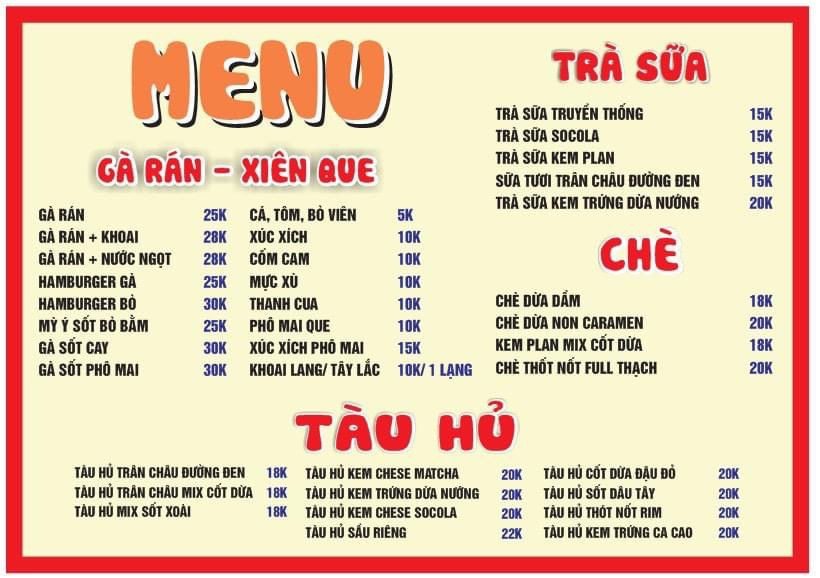 MENU
GÀ RÁN - XIÊN QUE
GÀ RÁN 25K
GÀ RÁN + KHOAI 28K
GÀ RÁN + NƯỚC NGỌT 28K
HAMBURGER GÀ 25K
HAMBURGER BÒ 30K
MỲ Ý SỐT BÒ BẰM 25K
GÀ SỐT CAY 30K
GÀ SỐT PHÔ MAI 30K
CÁ, TÔM, BÒ VIÊN 5K
XÚC XÍCH 10K
CỐM CAM 10K
MỰC XÙ 10K
THANH CUA 10K
PHÔ MAI QUE 10K
XÚC XÍCH PHÔ MAI 15K
KHOAI LANG/ TÂY LẮC 10K/ 1 LẠNG
TRÀ SỮA
TRÀ SỮA TRUYỀN THỐNG 15K
TRÀ SỮA SOCOLA 15K
TRÀ SỮA KEM PLAN 15K
SỮA TƯƠI TRÂN CHÂU ĐƯỜNG ĐEN 15K
TRÀ SỮA KEM TRỨNG DỪA NƯỚNG 20K
CHÈ
CHÈ DỪA DẦM 18K
CHÈ DỪA NON CARAMEN 20K
KEM PLAN MIX CỐT DỪA 18K
CHÈ THỐT NỐT FULL THẠCH 20K
TÀU HỦ
TÀU HỦ TRÂN CHÂU ĐƯỜNG ĐEN 18K
TÀU HỦ TRÂN CHÂU MIX CỐT DỪA 18K
TÀU HỦ MIX SỐT XOÀI 18K
TÀU HỦ KEM CHESE MATCHA 20K
TÀU HỦ KEM TRỨNG DỪA NƯỚNG 20K
TÀU HỦ KEM CHESE SOCOLA 20K
TÀU HỦ SẦU RIÊNG 22K
TÀU HỦ CỐT DỪA ĐẬU ĐỎ 20K
TÀU HỦ SỐT DÂU TÂY 20K
TÀU HỦ THỐT NỐT RIM 20K
TÀU HỦ KEM TRỨNG CA CAO 20K